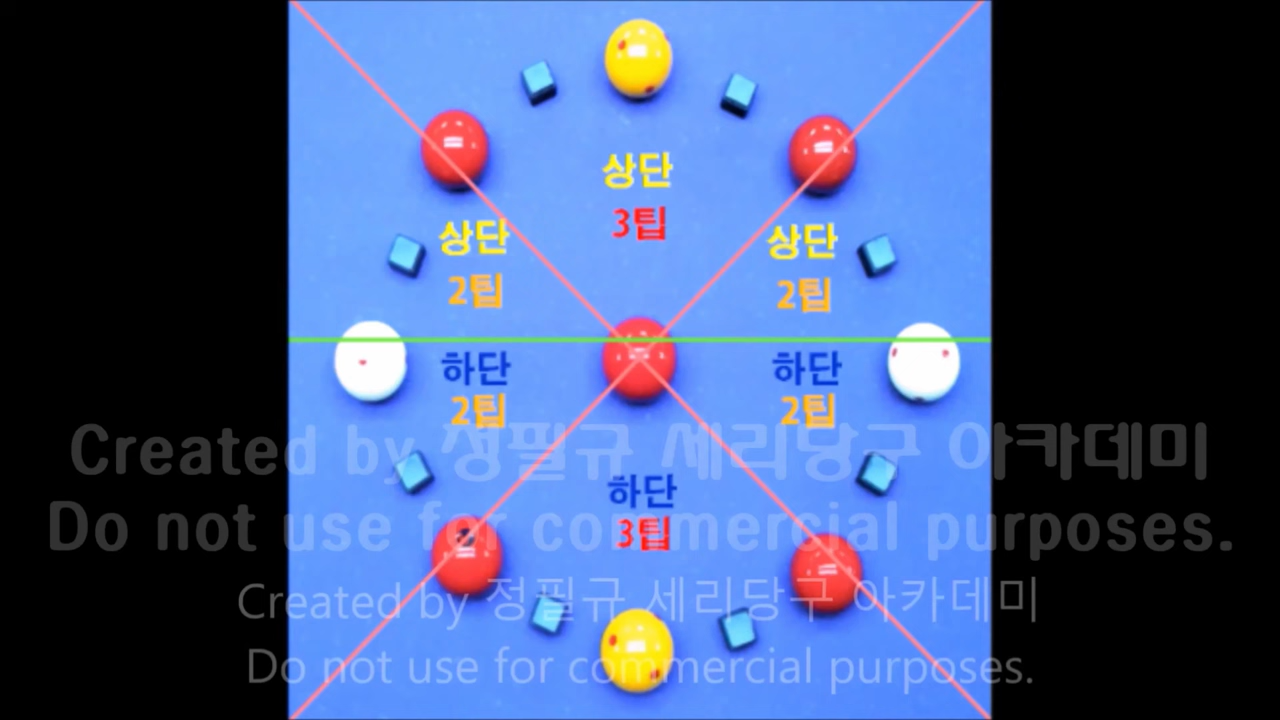 상단
3팁
상단
2팁
상단
2팁
하단
2팁
하단
2팁
하단
3팁
Created by 정필규 세리당구 아카데미
Do not use for commercial purposes.
Created by 정필규 세리당구 아카데미
Do not use for commercial purposes.